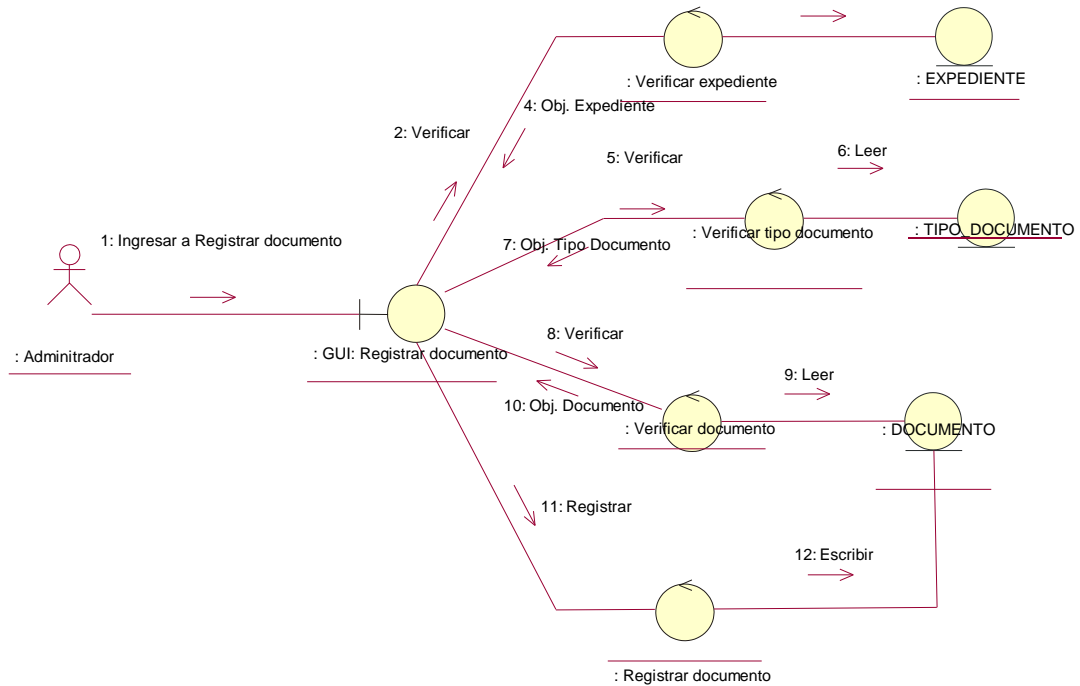 : Verificar expediente
: EXPEDIENTE
4: Obj. Expediente
2: Verificar
5: Verificar
6: Leer
1: Ingresar a Registrar documento
7: Obj. Tipo Documento
: Verificar tipo documento
: TIPO_DOCUMENTO
: Adminitrador
: GUI: Registrar documento
8: Verificar
9: Leer
10: Obj. Documento
: Verificar documento
: DOCUMENTO
11: Registrar
12: Escribir
: Registrar documento